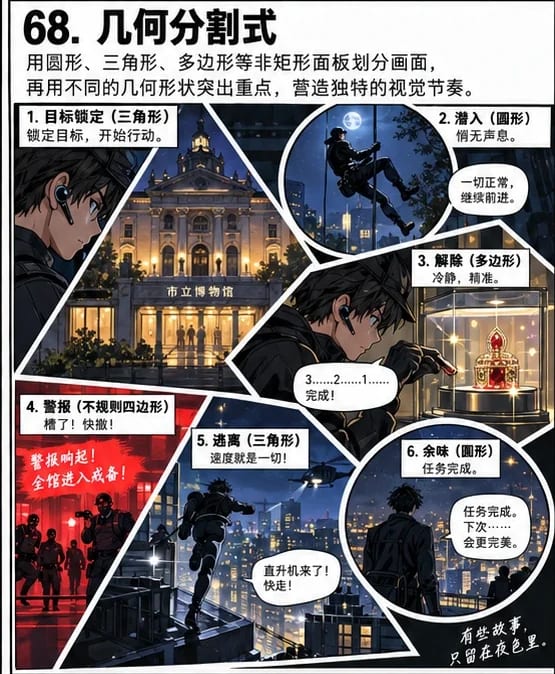 68. 几何分割式
用圆形、三角形、多边形等非矩形面板划分画面，
再用不同的几何形状突出重点，营造独特的视觉节奏。
1. 目标锁定（三角形）
锁定目标，开始行动。
市立博物馆
2. 潜入（圆形）
悄无声息。
一切正常，
继续前进。
3. 解除（多边形）
冷静，精准。
3……2……1……
完成！
4. 警报（不规则四边形）
槽了！快撤！
警报响起！
全馆进入戒备！
5. 逃离（三角形）
速度就是一切！
直升机来了！
快走！
6. 余味（圆形）
任务完成。
任务完成。
下次……
会更完美。
有些故事，
只留在夜色里。